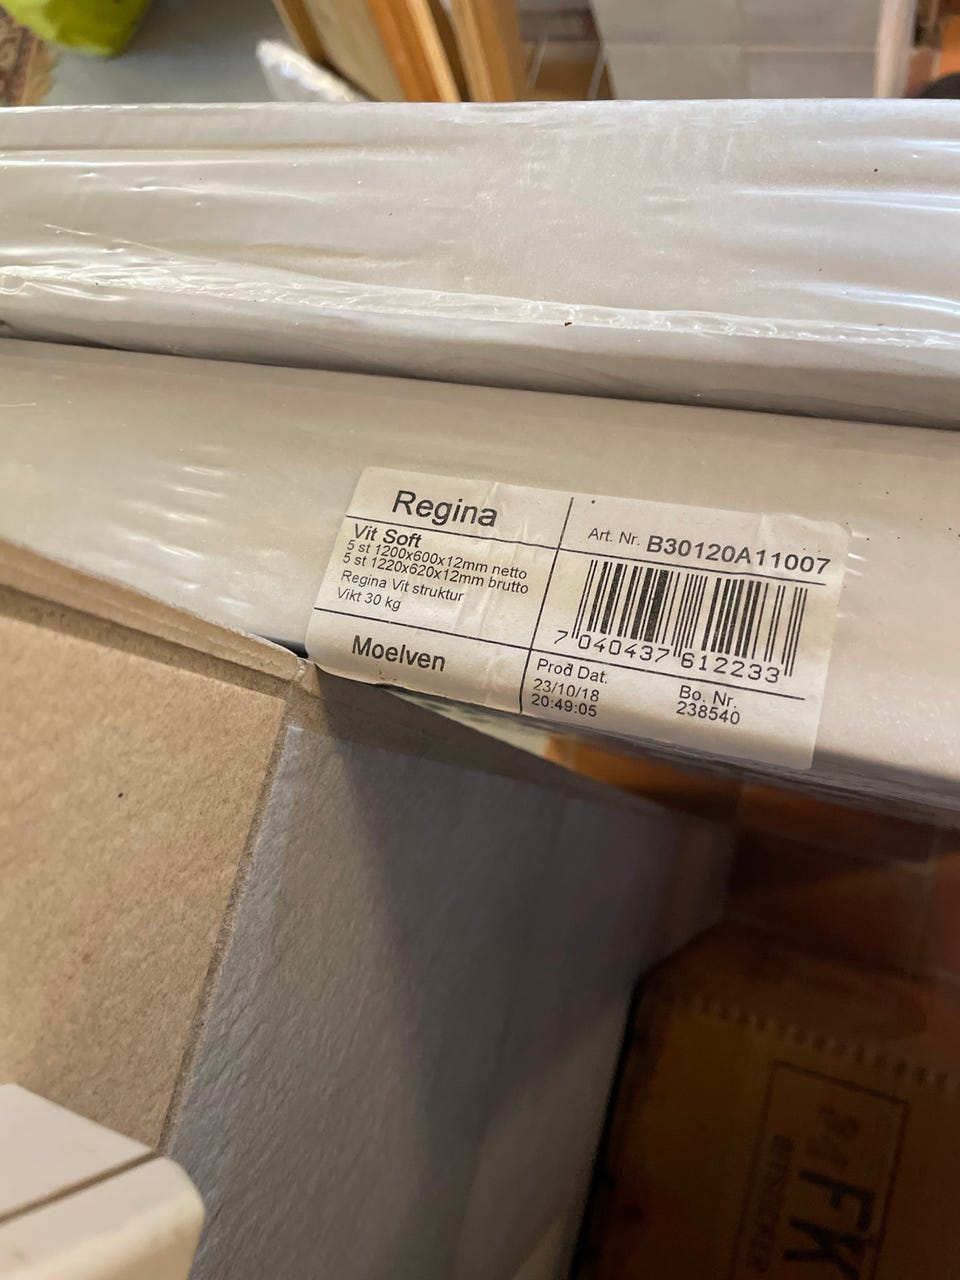 Regina
Vit Soft
5 st 1200x600x12mm netto
5 st 1220x620x12mm brutto
Regina Vit struktur
Vikt 30 kg
Moelven
Art. Nr. B30120A11007
7 040437 612233
Prod Dat.
23/10/18
20:49:05
Bo. Nr.
238540
FK